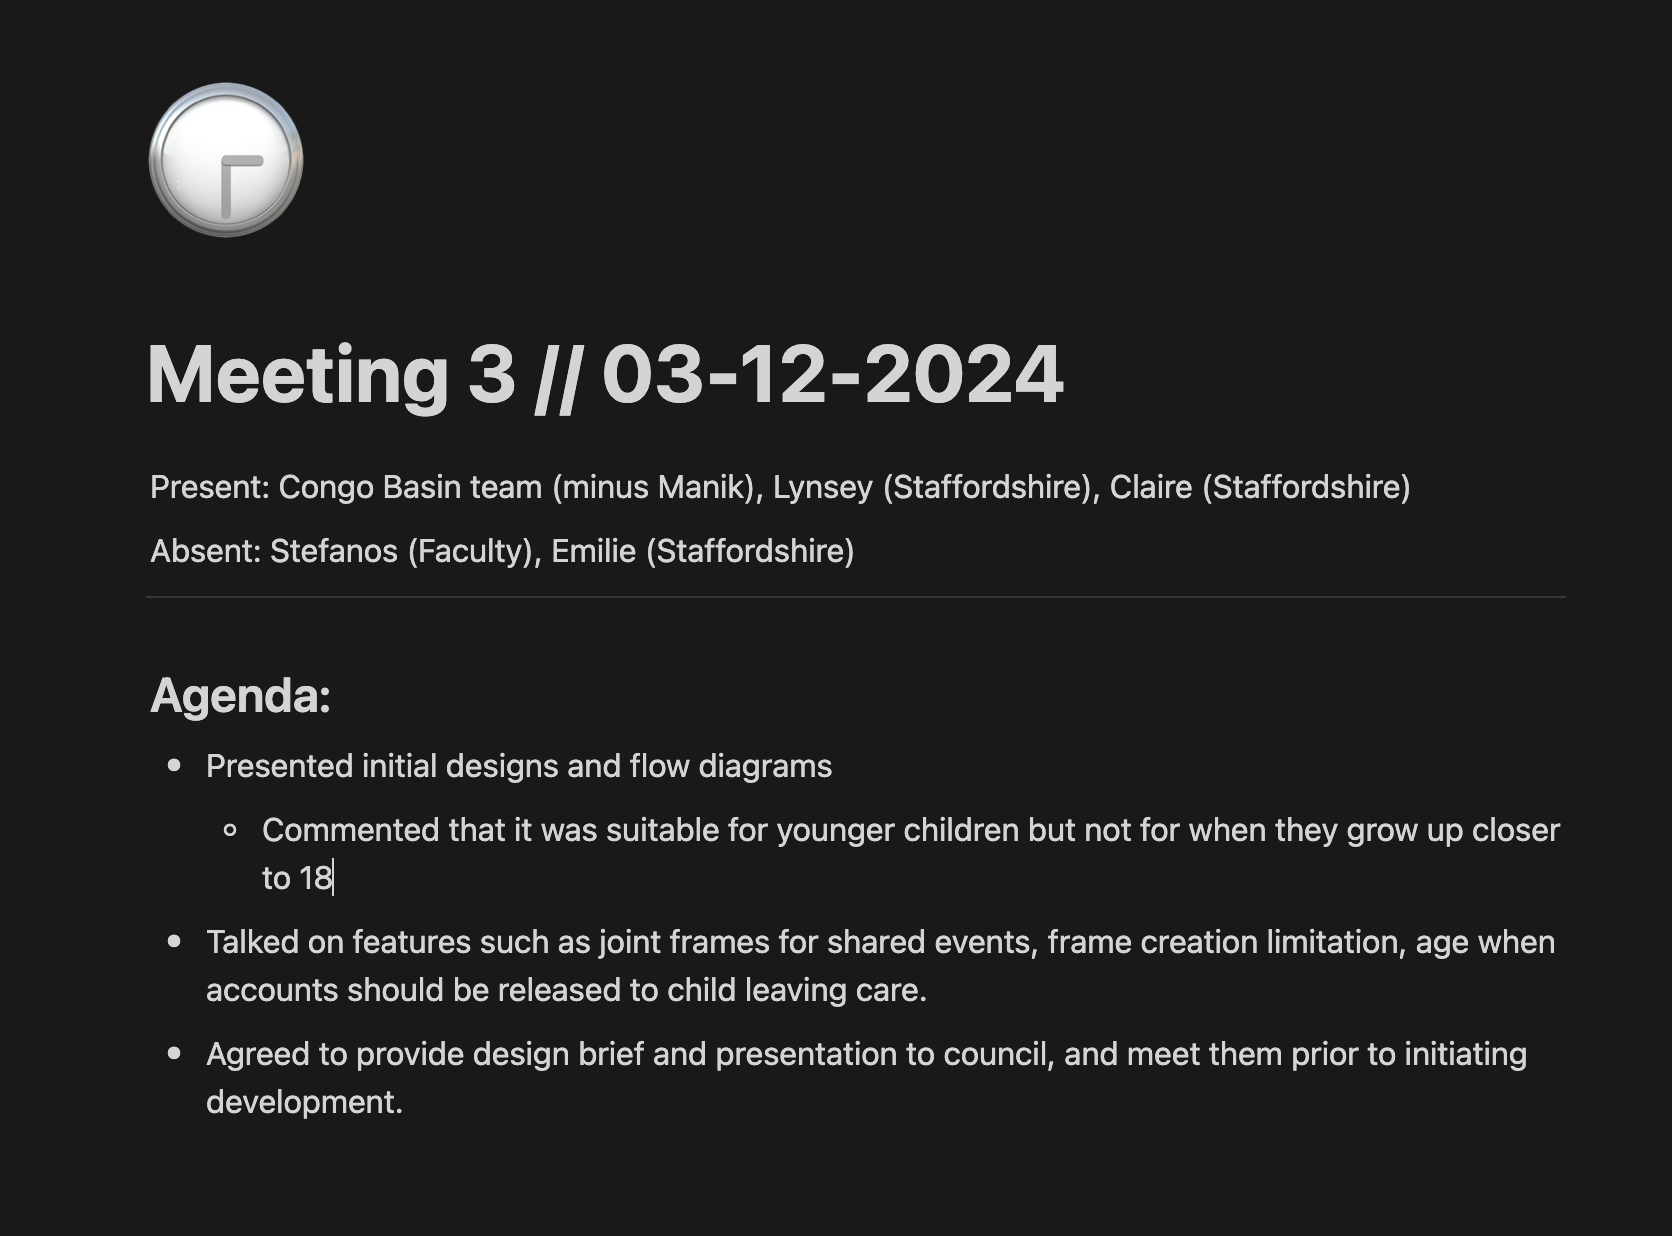 Meeting 3 // 03-12-2024
Present: Congo Basin team (minus Manik), Lynsey (Staffordshire), Claire (Staffordshire)
Absent: Stefanos (Faculty), Emilie (Staffordshire)
Agenda:
Presented initial designs and flow diagrams
Commented that it was suitable for younger children but not for when they grow up closer
to 18
Talked on features such as joint frames for shared events, frame creation limitation, age when
accounts should be released to child leaving care.
Agreed to provide design brief and presentation to council, and meet them prior to initiating
development.